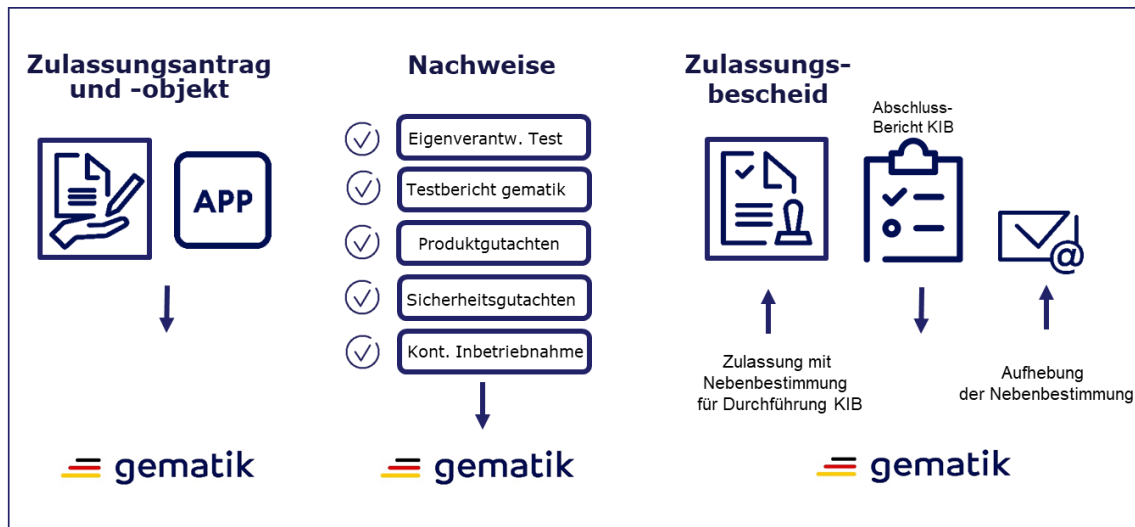 Zulassungsantrag
und -objekt
APP
gematik
Nachweise
Eigenverantw. Test
Testbericht gematik
Produktgutachten
Sicherheitsgutachten
Kont. Inbetriebnahme
gematik
Zulassungs-
bescheid
Abschluss-
Bericht KIB
@
Zulassung mit
Nebenbestimmung
für Durchführung KIB
Aufhebung
der Nebenbestimmung
gematik